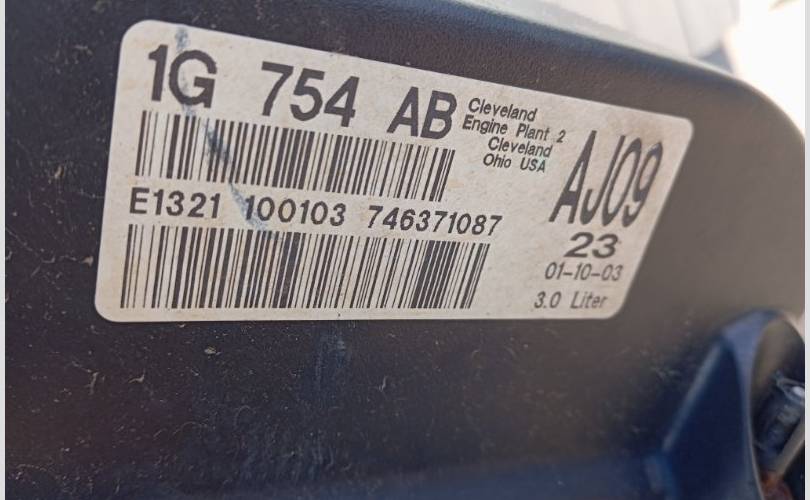 1G 754 AB
Cleveland
Engine Plant 2
Cleveland
Ohio USA
AJ09
E1321 100103 746371087
23
01-10-03
3.0 Liter